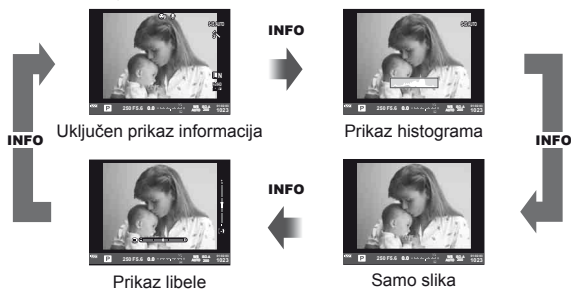 INFO
Uključen prikaz informacija
Prikaz histograma
INFO
INFO
P 250 F5.6 0.0 1023
P 250 F5.6 0.0 1023
INFO
P 250 F5.6 0.0 1023
P 250 F5.6 0.0 1023
Prikaz libele
Samo slika